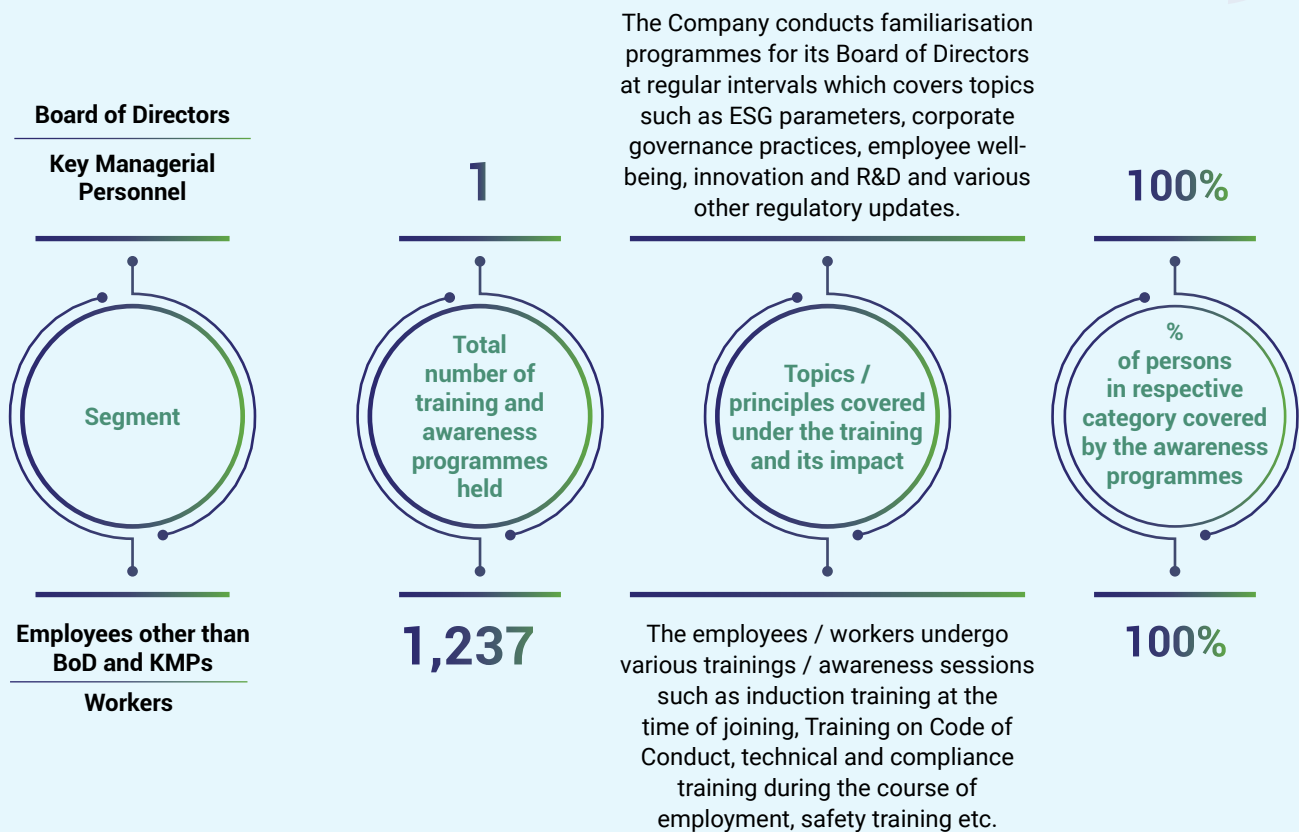 Board of Directors
Key Managerial
Personnel
1
The Company conducts familiarisation
programmes for its Board of Directors
at regular intervals which covers topics
such as ESG parameters, corporate
governance practices, employee well-
being, innovation and R&D and various
other regulatory updates.
100%
Segment
Total
number of
training and
awareness
programmes
held
Topics /
principles covered
under the training
and its impact
%
of persons
in respective
category covered
by the awareness
programmes
Employees other than
BoD and KMPs
Workers
1,237
The employees / workers undergo
various trainings / awareness sessions
such as induction training at the
time of joining, Training on Code of
Conduct, technical and compliance
training during the course of
employment, safety training etc.
100%